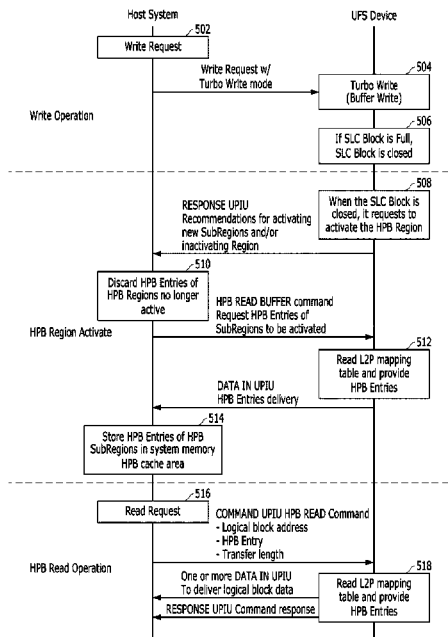 Host System
UFS Device
502
Write Request
Write Request w/
Turbo Write mode
504
Turbo Write
(Buffer Write)
Write Operation
506
If SLC Block is Full,
SLC Block is closed
508
When the SLC Block is
closed, it requests to
activate the HPB Region
RESPONSE UPIU
Recommendations for activating
new SubRegions and/or
inactivating Region
510
Discard HPB Entries of
HPB Regions no longer
active
HPB READ BUFFER command
Request HPB Entries of
SubRegions to be activated
HPB Region Activate
512
Read L2P mapping
table and provide
HPB Entries
DATA IN UPIU
HPB Entries delivery
514
Store HPB Entries of HPB
SubRegions in system memory
HPB cache area
516
Read Request
COMMAND UPIU HPB READ Command
- Logical block address
- HPB Entry
- Transfer length
HPB Read Operation
518
One or more DATA IN UPIU
To deliver logical block data
Read L2P mapping
table and provide
HPB Entries
RESPONSE UPIU Command response